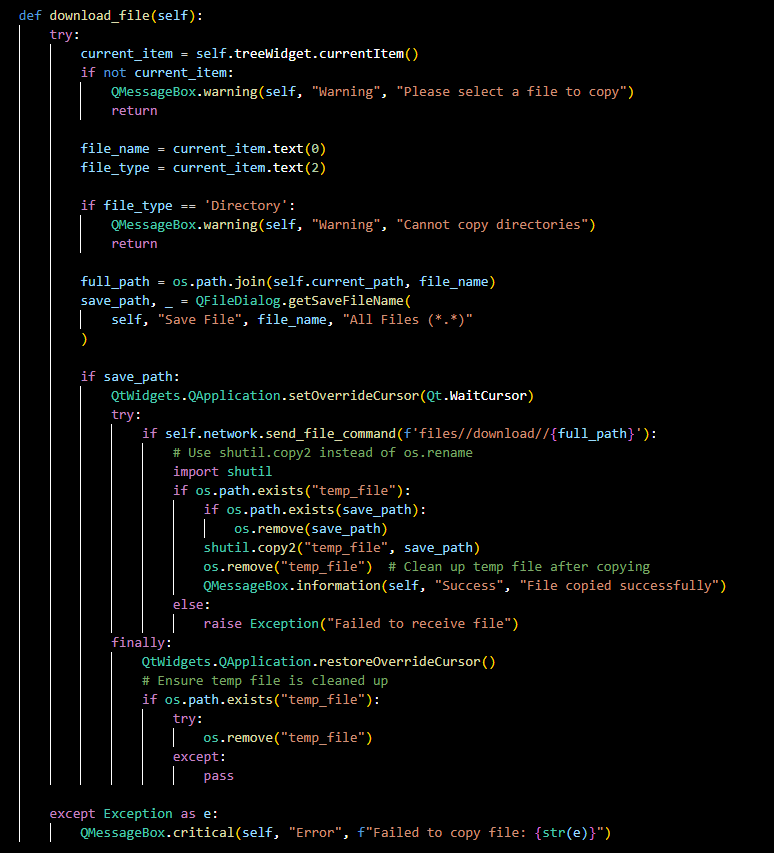 def download_file(self):
    try:
        current_item = self.treeWidget.currentItem()
        if not current_item:
            QMessageBox.warning(self, "Warning", "Please select a file to copy")
            return

        file_name = current_item.text(0)
        file_type = current_item.text(2)

        if file_type == 'Directory':
            QMessageBox.warning(self, "Warning", "Cannot copy directories")
            return

        full_path = os.path.join(self.current_path, file_name)
        save_path, _ = QFileDialog.getSaveFileName(
            self, "Save File", file_name, "All Files (*.*)"
        )

        if save_path:
            QtWidgets.QApplication.setOverrideCursor(Qt.WaitCursor)
            try:
                if self.network.send_file_command(f'files//download//{full_path}'):
                    # Use shutil.copy2 instead of os.rename
                    import shutil
                    if os.path.exists("temp_file"):
                        if os.path.exists(save_path):
                            os.remove(save_path)
                        shutil.copy2("temp_file", save_path)
                        os.remove("temp_file")  # Clean up temp file after copying
                        QMessageBox.information(self, "Success", "File copied successfully")
                    else:
                        raise Exception("Failed to receive file")
            finally:
                QtWidgets.QApplication.restoreOverrideCursor()
                # Ensure temp file is cleaned up
                if os.path.exists("temp_file"):
                    try:
                        os.remove("temp_file")
                    except:
                        pass

    except Exception as e:
        QMessageBox.critical(self, "Error", f"Failed to copy file: {str(e)}")